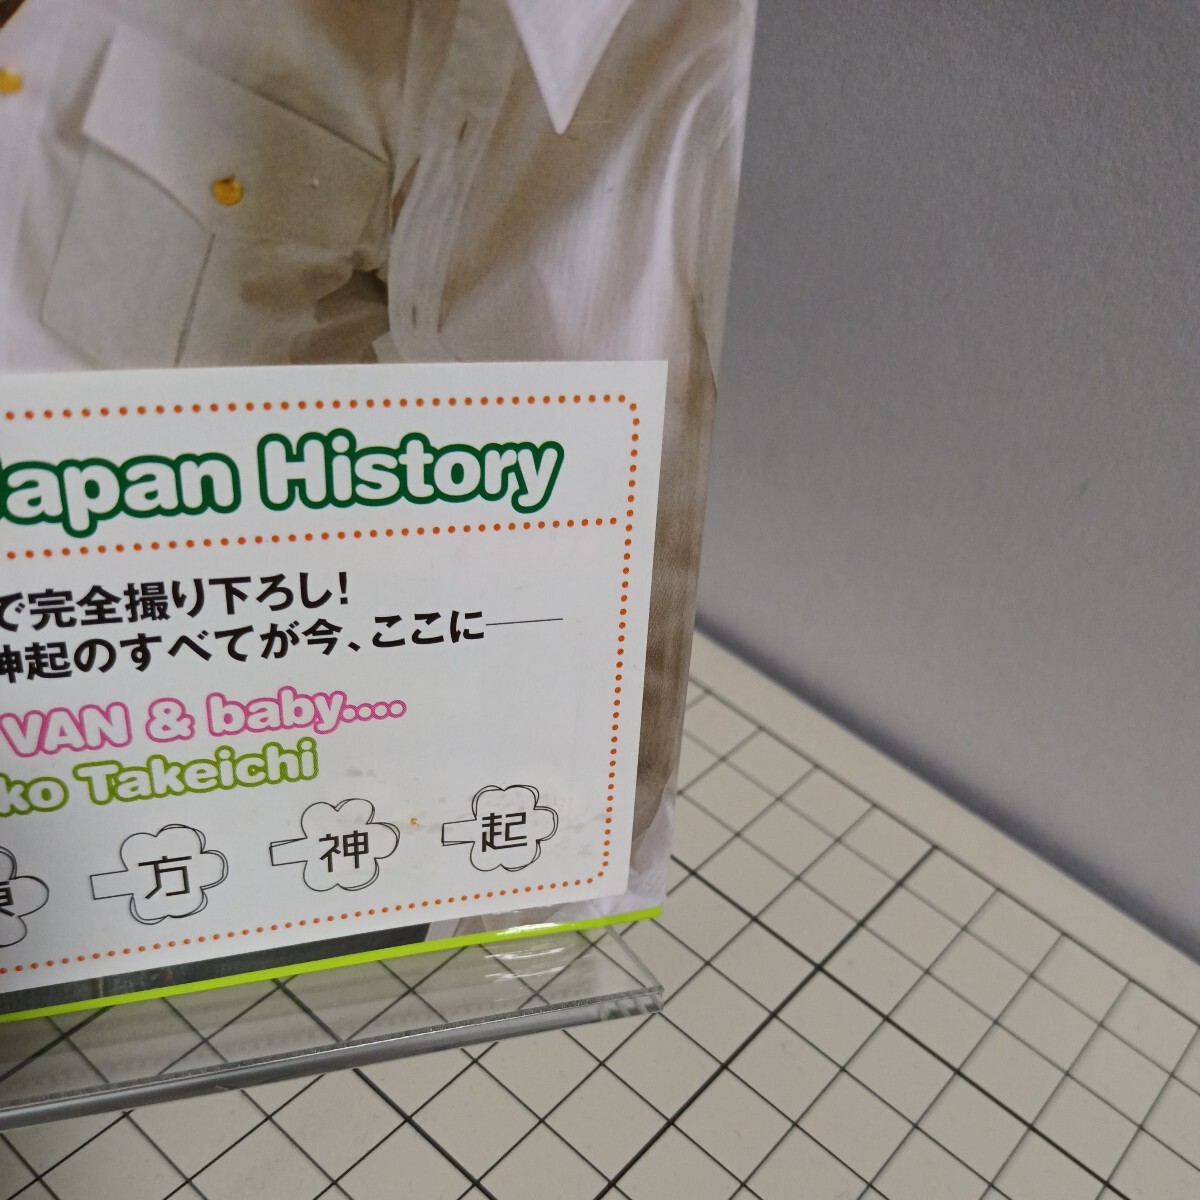 Japan History
で完全撮り下ろし!
神起のすべてが今、ここに——
VAN & baby....
ko Takeichi
東 方 神 起